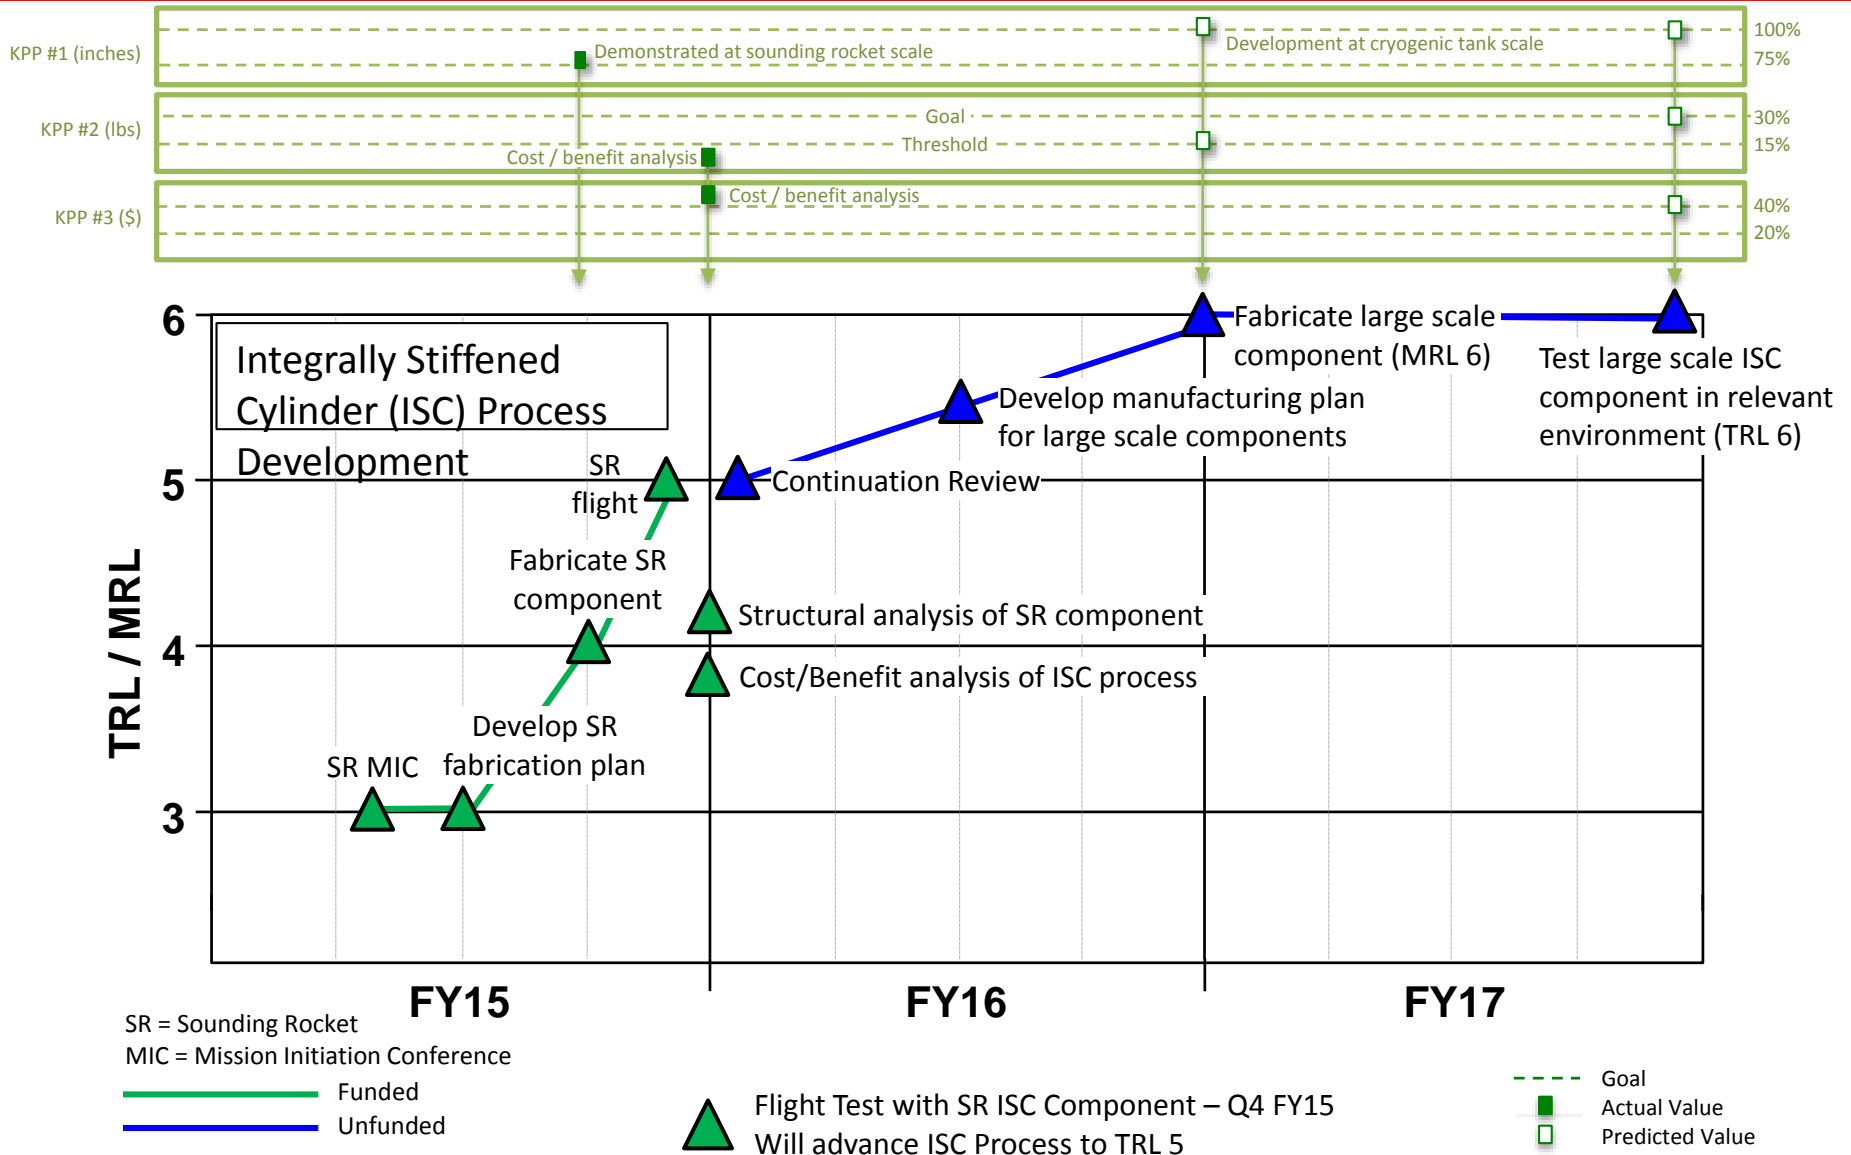 KPP #1 (inches)
Demonstrated at sounding rocket scale
Development at cryogenic tank scale
100%
75%
KPP #2 (lbs)
Goal
Threshold
Cost / benefit analysis
30%
15%
KPP #3 ($)
Cost / benefit analysis
40%
20%
TRL / MRL
6
5
4
3
Integrally Stiffened
Cylinder (ISC) Process
Development
SR MIC
Develop SR
fabrication plan
Fabricate SR
component
SR
flight
Structural analysis of SR component
Cost/Benefit analysis of ISC process
Continuation Review
Develop manufacturing plan
for large scale components
Fabricate large scale
component (MRL 6)
Test large scale ISC
component in relevant
environment (TRL 6)
FY15
FY16
FY17
SR = Sounding Rocket
MIC = Mission Initiation Conference
Funded
Unfunded
Flight Test with SR ISC Component – Q4 FY15
Will advance ISC Process to TRL 5
Goal
Actual Value
Predicted Value